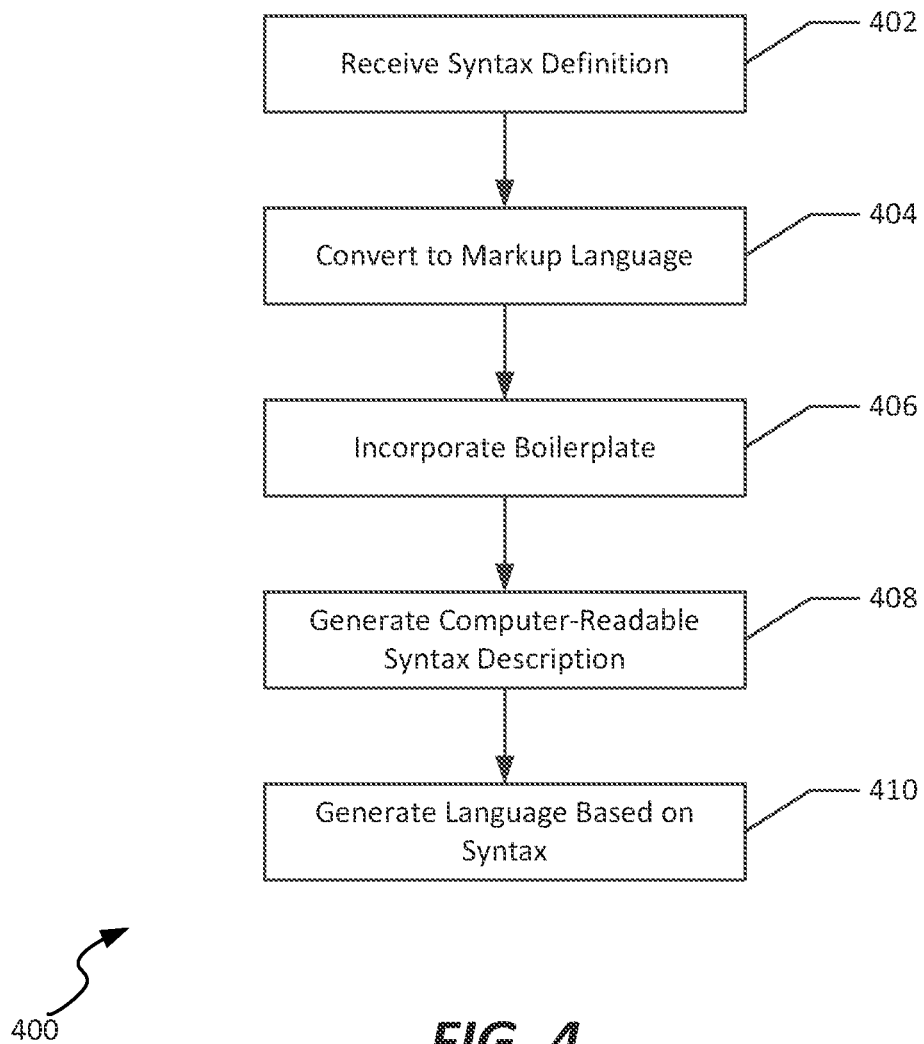 Receive Syntax Definition
402
Convert to Markup Language
404
Incorporate Boilerplate
406
Generate Computer-Readable
Syntax Description
408
Generate Language Based on
Syntax
410
400
FIG. 4